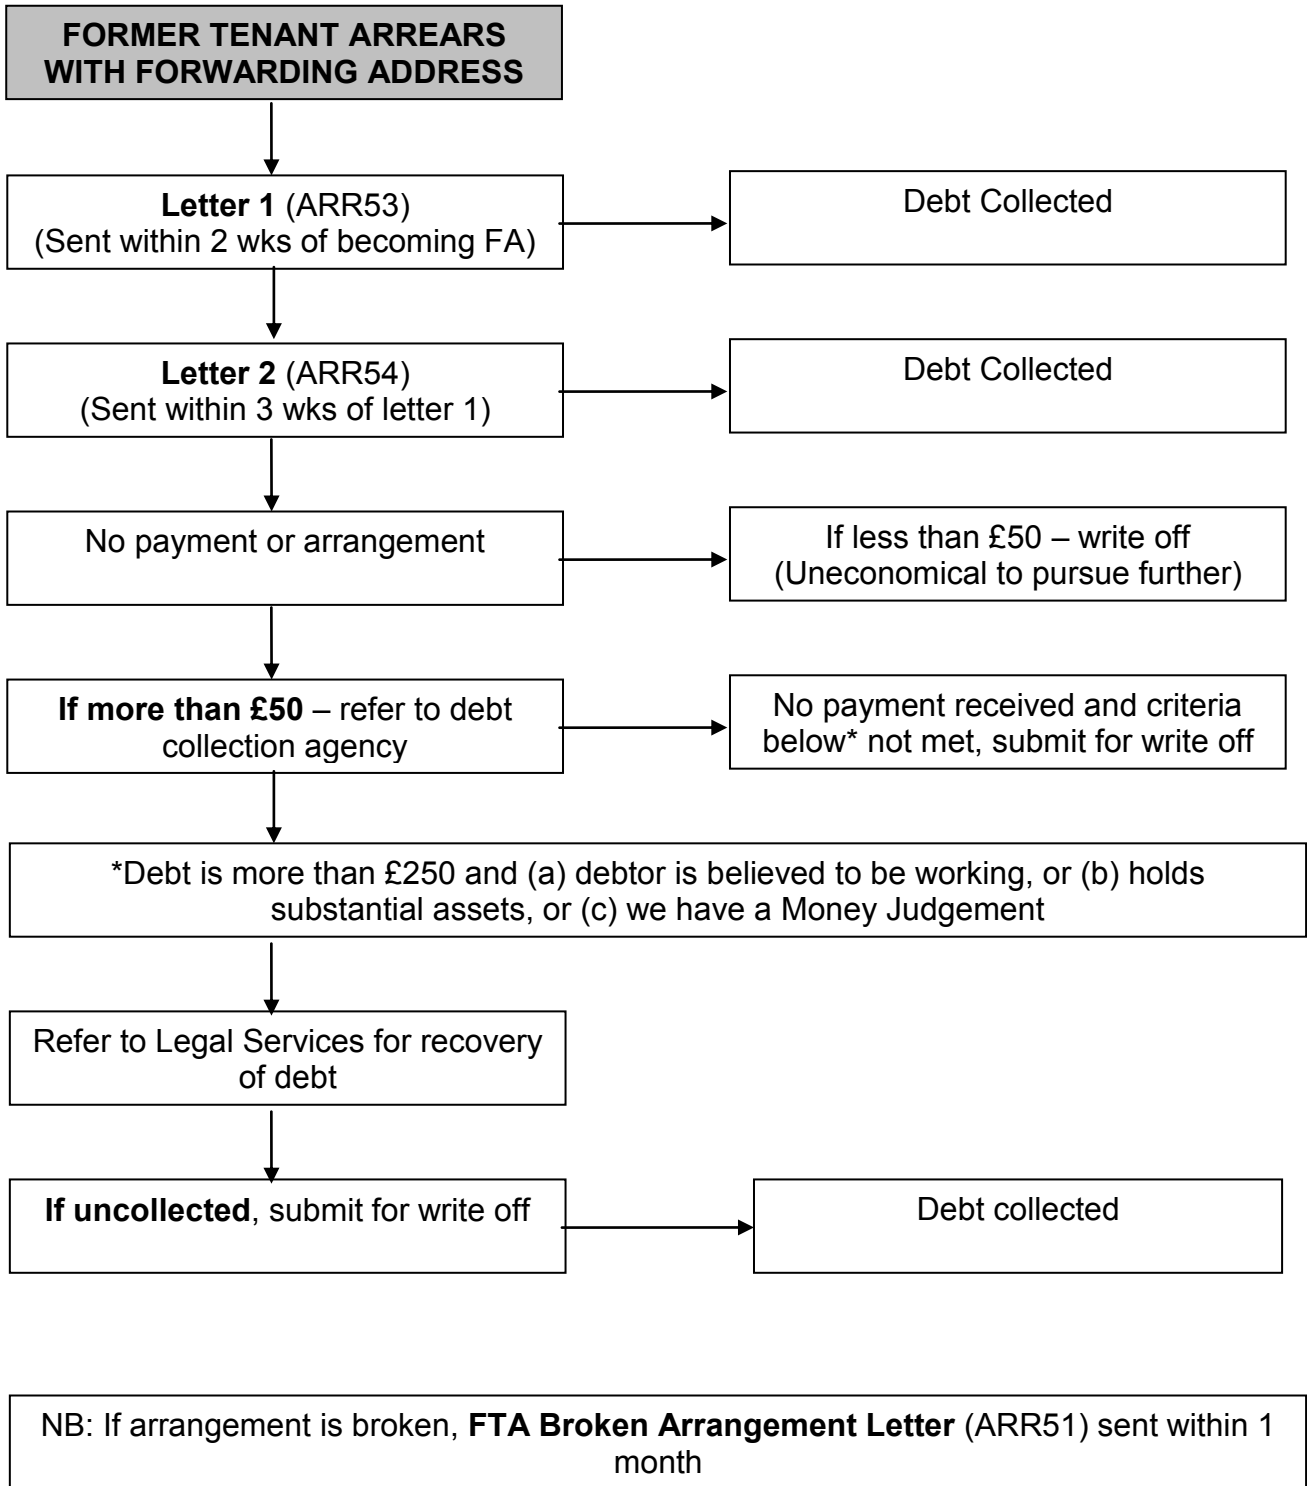 FORMER TENANT ARREARS
WITH FORWARDING ADDRESS
Letter 1 (ARR53)
(Sent within 2 wks of becoming FA)
Debt Collected
Letter 2 (ARR54)
(Sent within 3 wks of letter 1)
Debt Collected
No payment or arrangement
If less than £50 – write off
(Uneconomical to pursue further)
If more than £50 – refer to debt
collection agency
No payment received and criteria
below* not met, submit for write off
*Debt is more than £250 and (a) debtor is believed to be working, or (b) holds
substantial assets, or (c) we have a Money Judgement
Refer to Legal Services for recovery
of debt
If uncollected, submit for write off
Debt collected
NB: If arrangement is broken, FTA Broken Arrangement Letter (ARR51) sent within 1
month